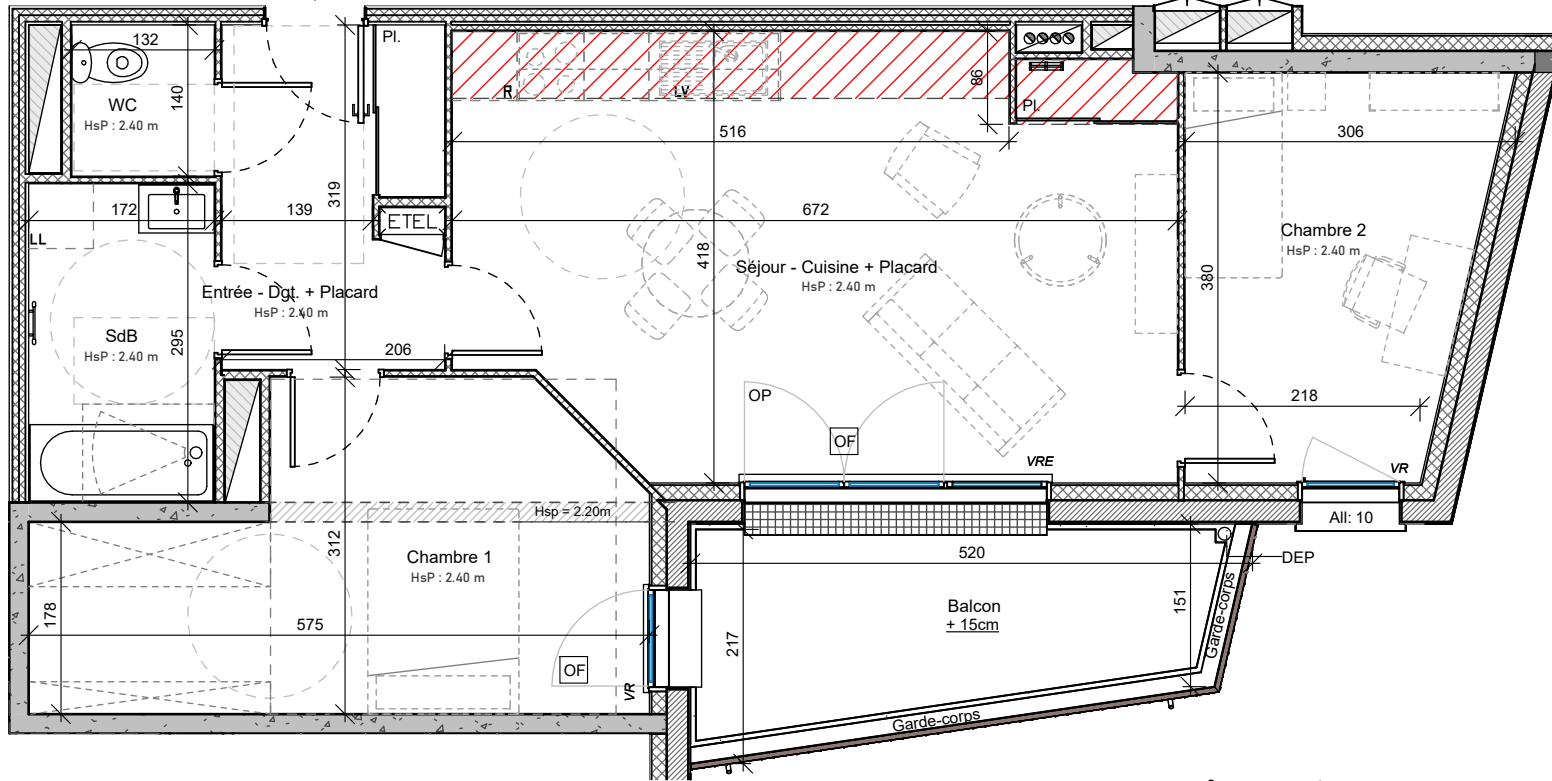 132
WC
HsP : 2.40 m
140
Pl.
R
LV
86
Pl.
516
306
172
139
319
ETEL
672
LL
418
Séjour - Cuisine + Placard
HsP : 2.40 m
Chambre 2
HsP : 2.40 m
380
Entrée - Dgt. + Placard
HsP : 2.40 m
SdB
HsP : 2.40 m
295
206
OP
OF
218
VRE
VR
Hsp = 2.20m
All: 10
312
Chambre 1
HsP : 2.40 m
520
DEP
178
575
OF
VR
217
Balcon
+ 15cm
151
Garde-corps
Garde-corps